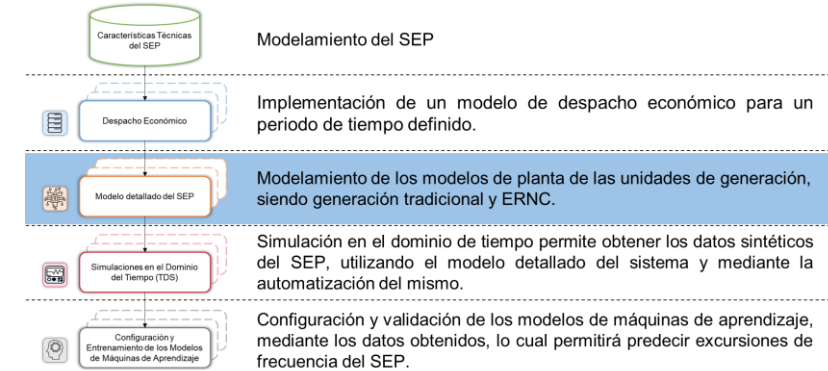 Características Técnicas
del SEP
Modelamiento del SEP
Despacho Económico
Implementación de un modelo de despacho económico para un
periodo de tiempo definido.
Modelo detallado del SEP
Modelamiento de los modelos de planta de las unidades de generación,
siendo generación tradicional y ERNC.
Simulaciones en el Dominio
del Tiempo (TDS)
Simulación en el dominio de tiempo permite obtener los datos sintéticos
del SEP, utilizando el modelo detallado del sistema y mediante la
automatización del mismo.
Configuración y
Entrenamiento de los Modelos
de Máquinas de Aprendizaje
Configuración y validación de los modelos de máquinas de aprendizaje,
mediante los datos obtenidos, lo cual permitirá predecir excursiones de
frecuencia del SEP.